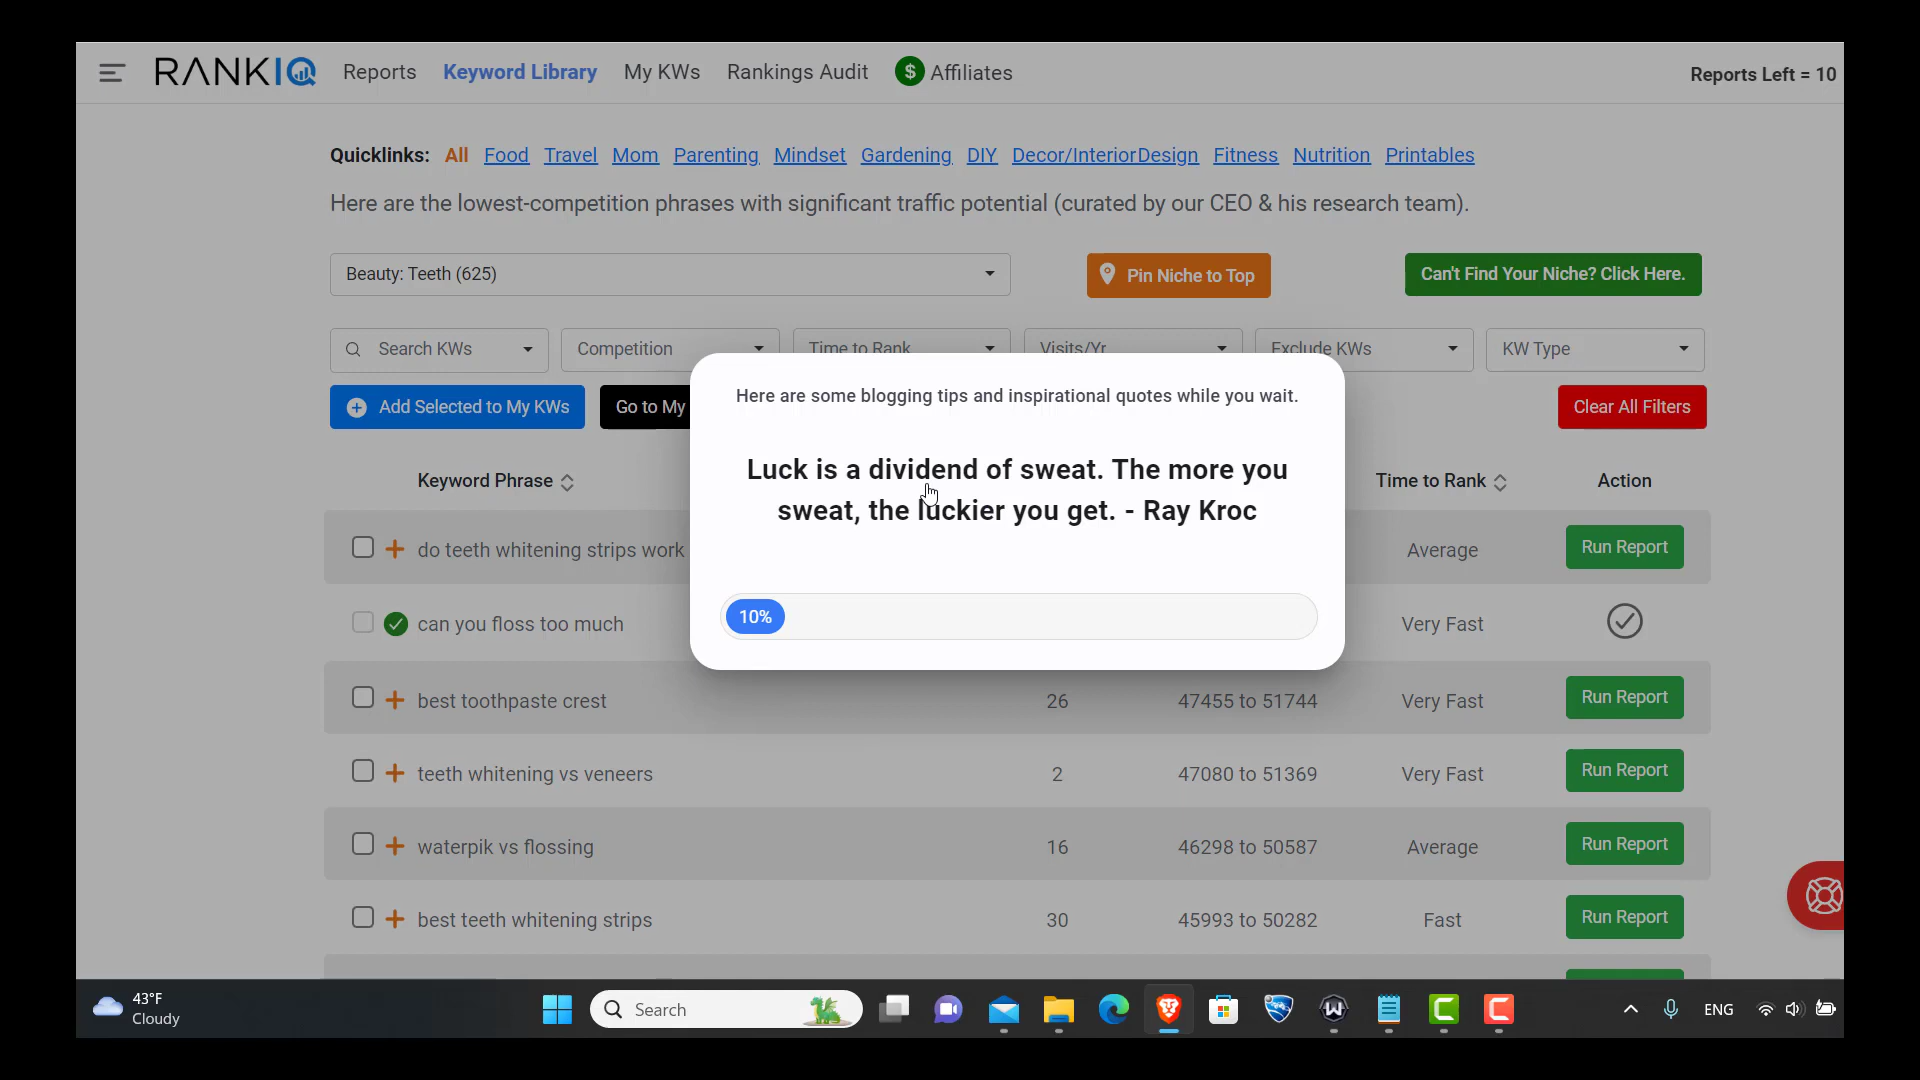 RANKIQ Reports Keyword Library My KWs Rankings Audit $ Affiliates Reports Left = 10
Quicklinks: All Food Travel Mom Parenting Mindset Gardening DIY Decor/InteriorDesign Fitness Nutrition Printables
Here are the lowest-competition phrases with significant traffic potential (curated by our CEO & his research team).
Beauty: Teeth (625) Pin Niche to Top Can't Find Your Niche? Click Here.
Search KWs Competition Time to Rank Visits/Yr Exclude KWs KW Type
Add Selected to My KWs Go to My Clear All Filters
Here are some blogging tips and inspirational quotes while you wait.
Luck is a dividend of sweat. The more you
sweat, the luckier you get. - Ray Kroc
10%
Keyword Phrase Time to Rank Action
do teeth whitening strips work Average Run Report
can you floss too much Very Fast
best toothpaste crest 26 47455 to 51744 Very Fast Run Report
teeth whitening vs veneers 2 47080 to 51369 Very Fast Run Report
waterpik vs flossing 16 46298 to 50587 Average Run Report
best teeth whitening strips 30 45993 to 50282 Fast Run Report
43°F
Cloudy
Search
ENG